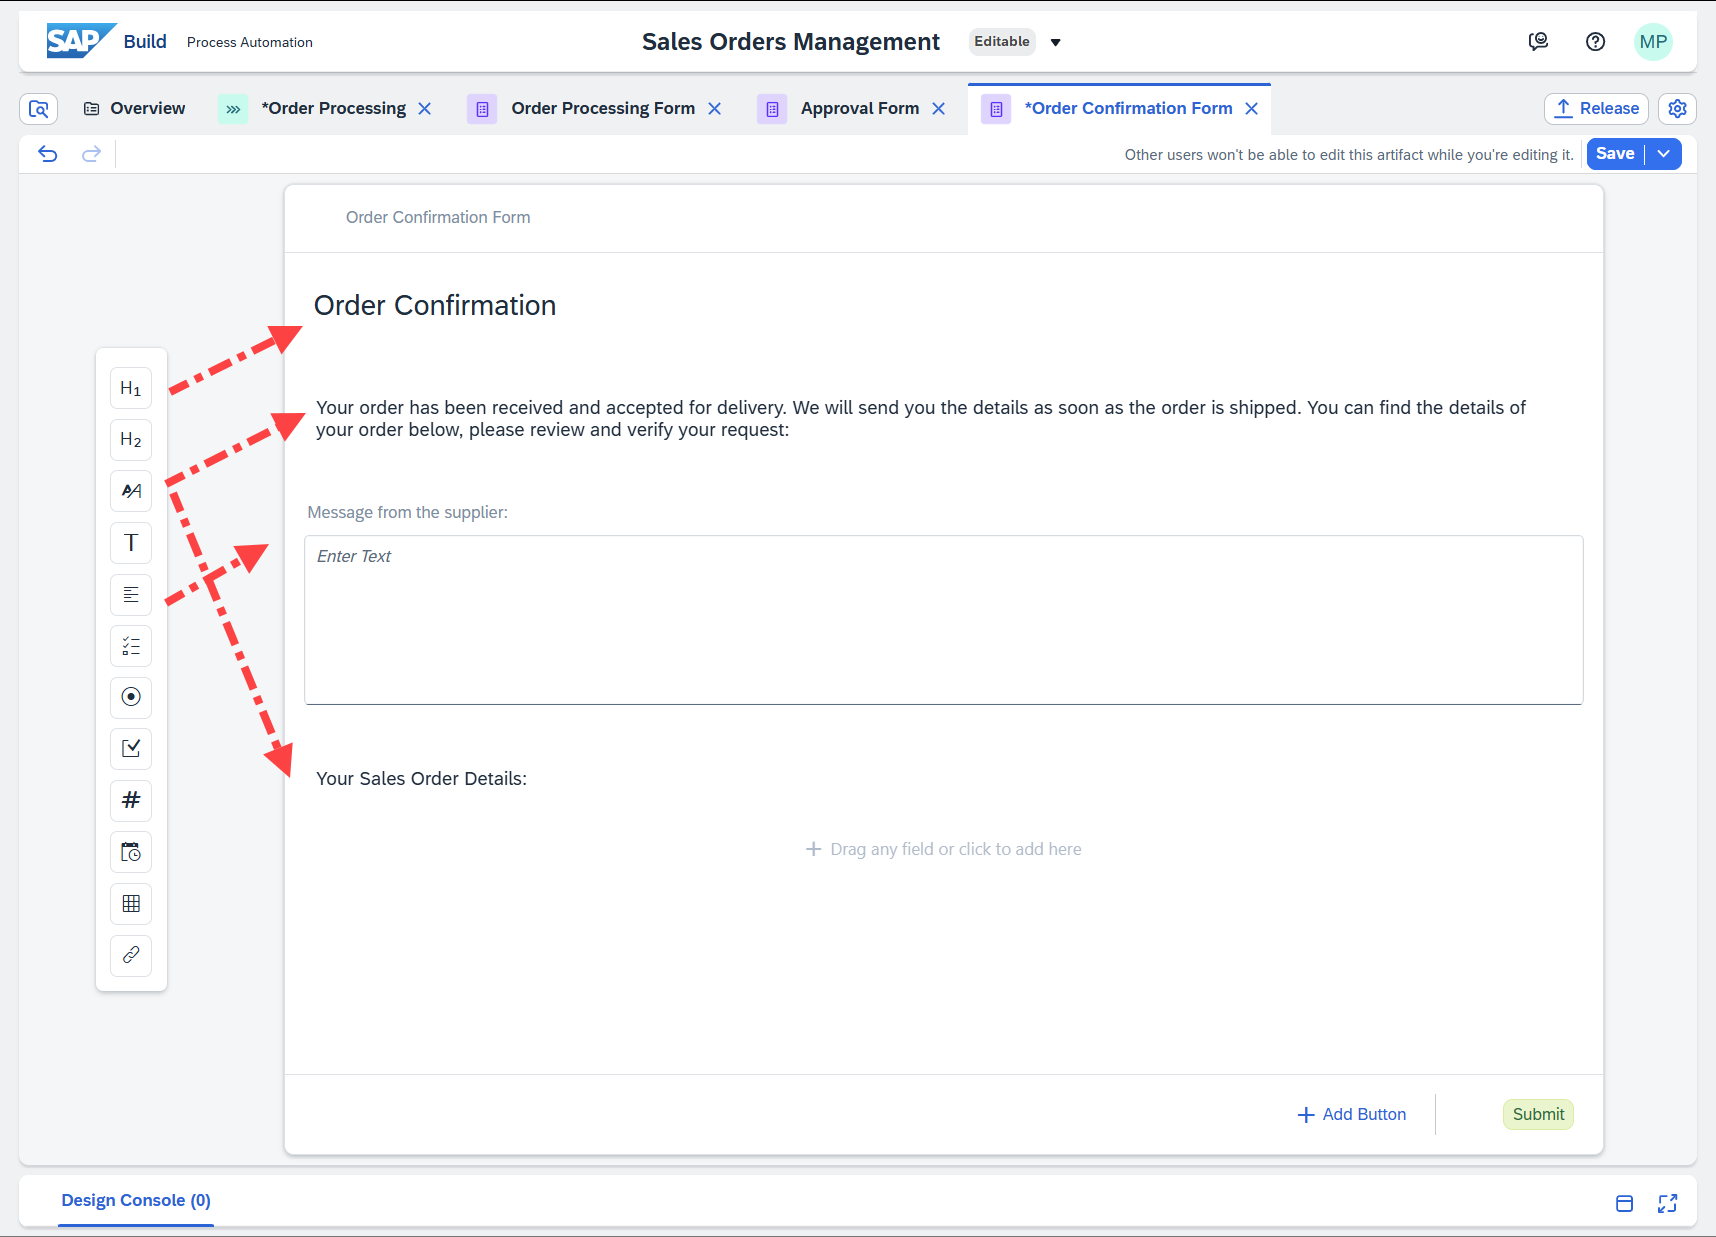 SAP Build Process Automation
Sales Orders Management Editable
MP
Overview
*Order Processing
Order Processing Form
Approval Form
*Order Confirmation Form
Release
Other users won't be able to edit this artifact while you're editing it.
Save
Order Confirmation Form
Order Confirmation
Your order has been received and accepted for delivery. We will send you the details as soon as the order is shipped. You can find the details of
your order below, please review and verify your request:
Message from the supplier:
Enter Text
Your Sales Order Details:
Drag any field or click to add here
H1
H2
AA
T
#
Add Button
Submit
Design Console (0)